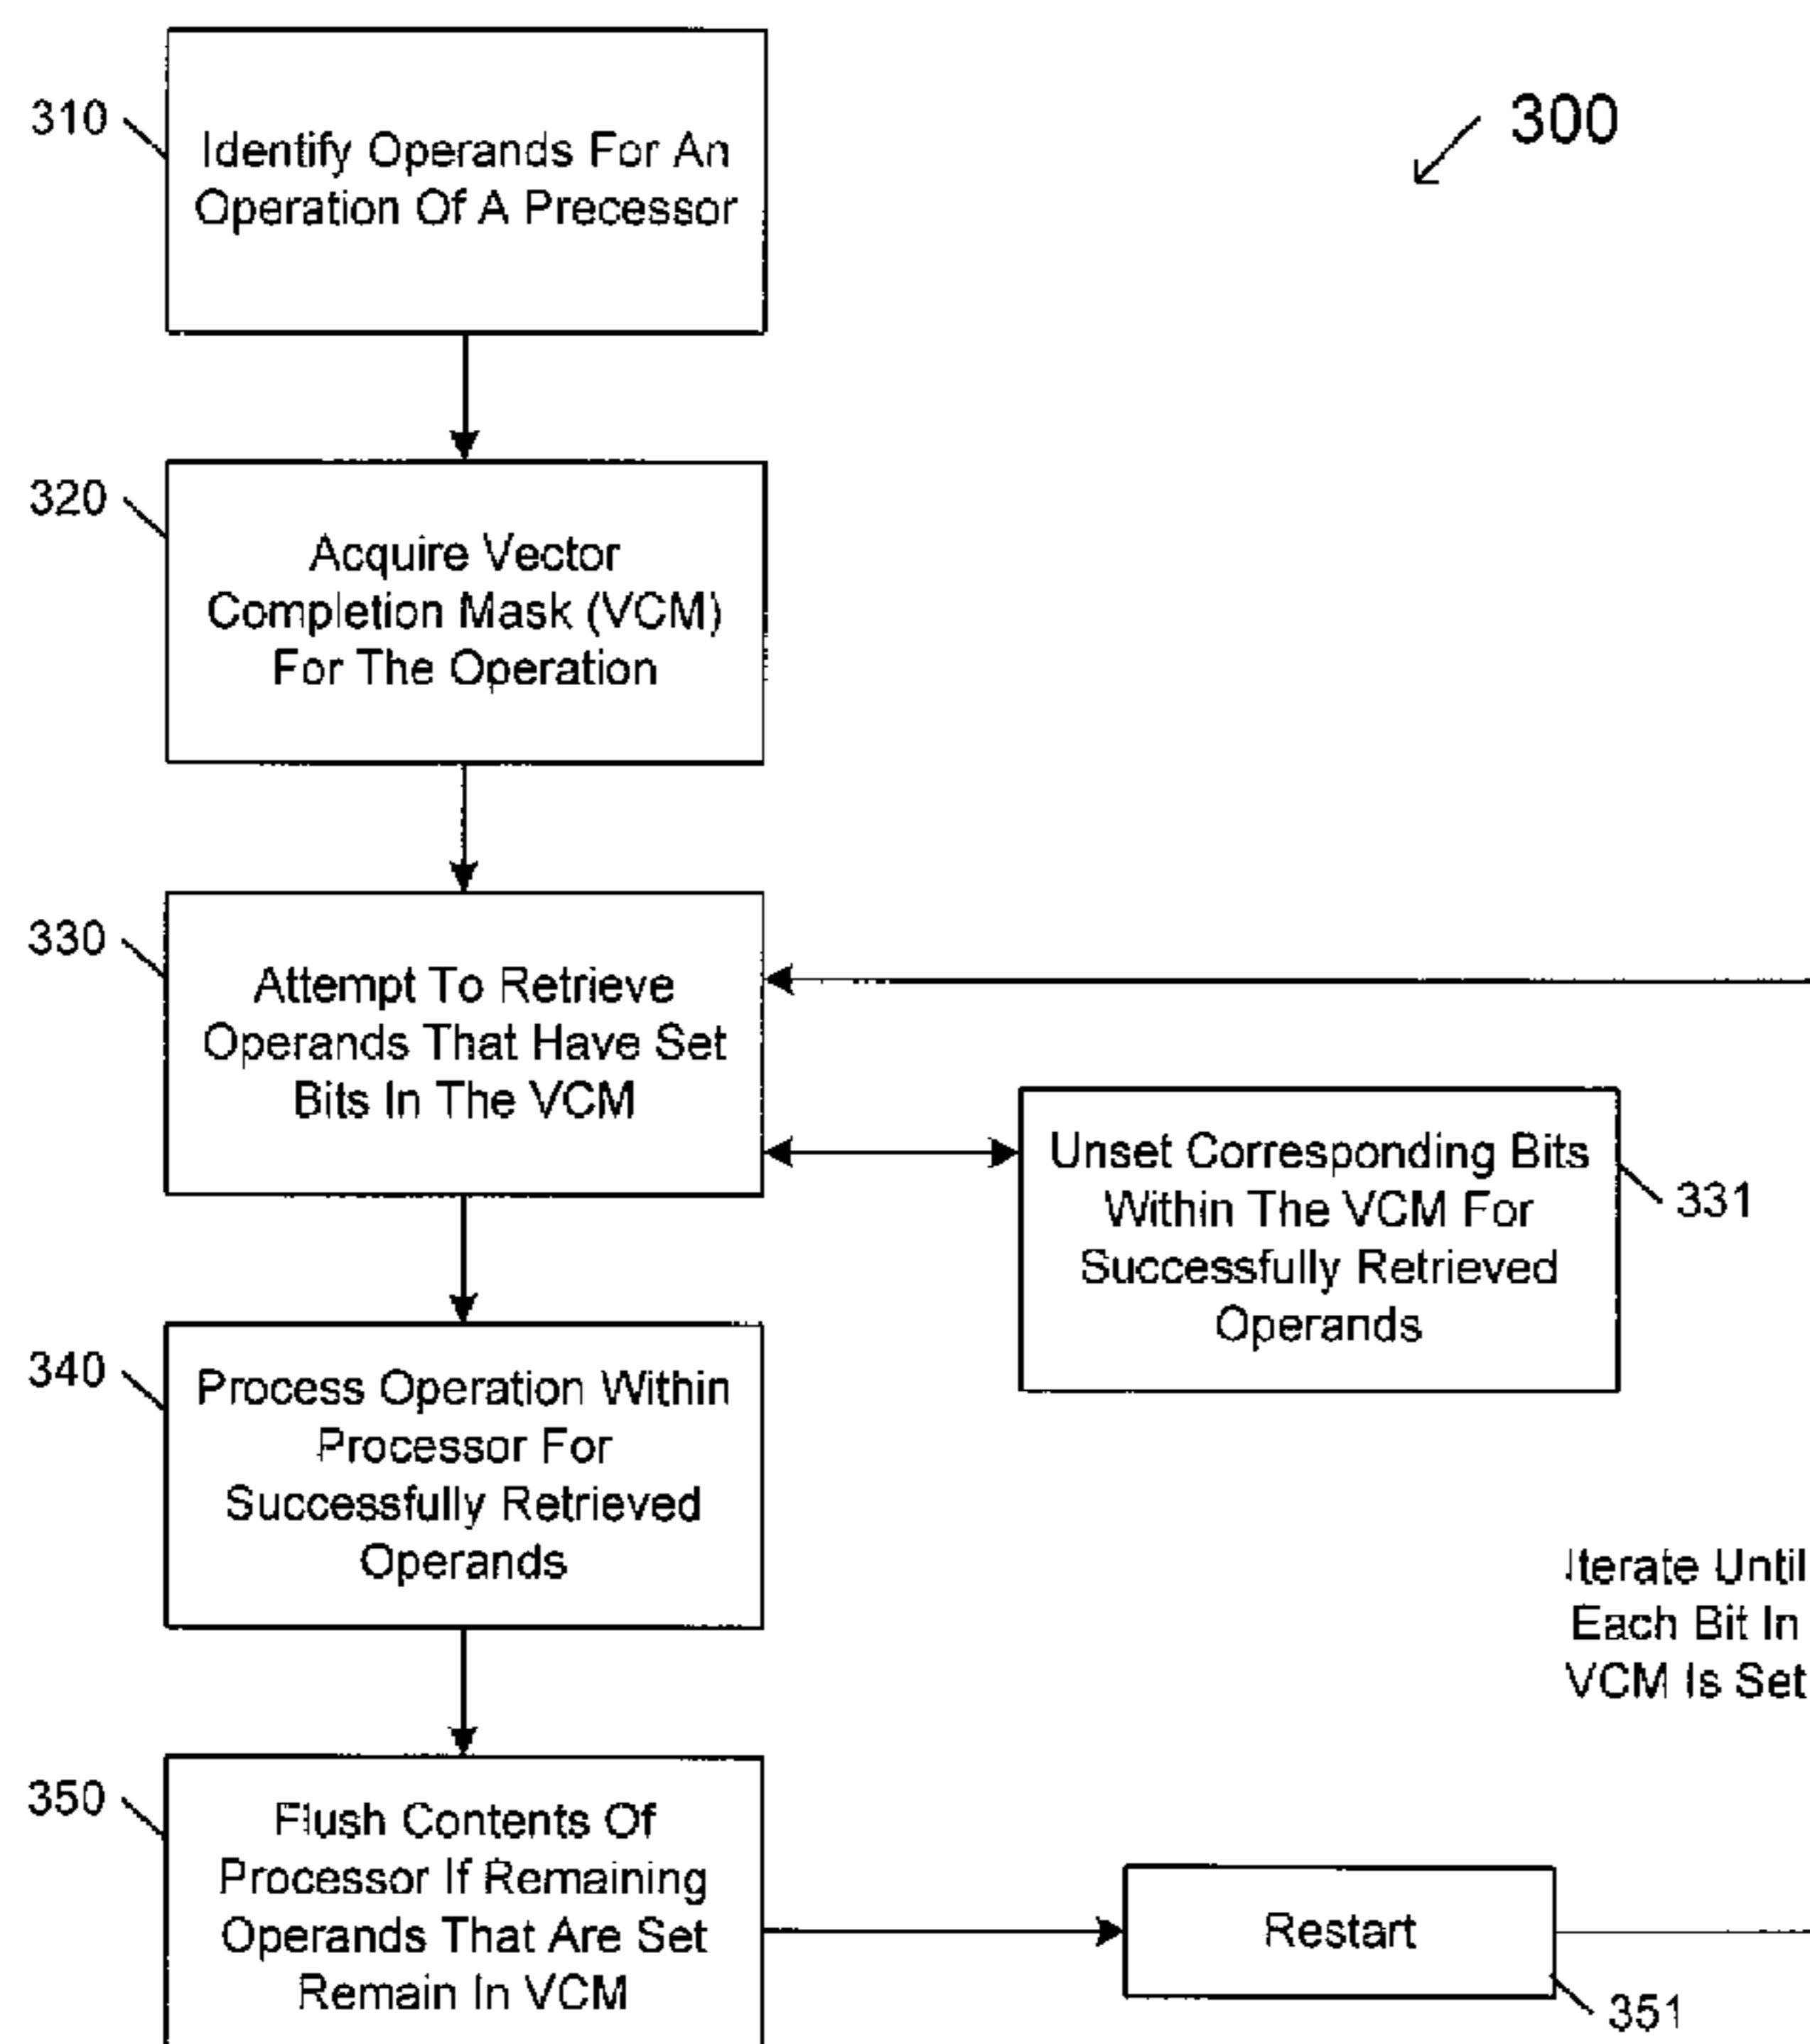 300
310
Identify Operands For An
Operation Of A Precessor
320
Acquire Vector
Completion Mask (VCM)
For The Operation
330
Attempt To Retrieve
Operands That Have Set
Bits In The VCM
Unset Corresponding Bits
Within The VCM For
Successfully Retrieved
Operands
331
340
Process Operation Within
Processor For
Successfully Retrieved
Operands
Iterate Until
Each Bit In
VCM Is Set
350
Flush Contents Of
Processor If Remaining
Operands That Are Set
Remain In VCM
Restart
351